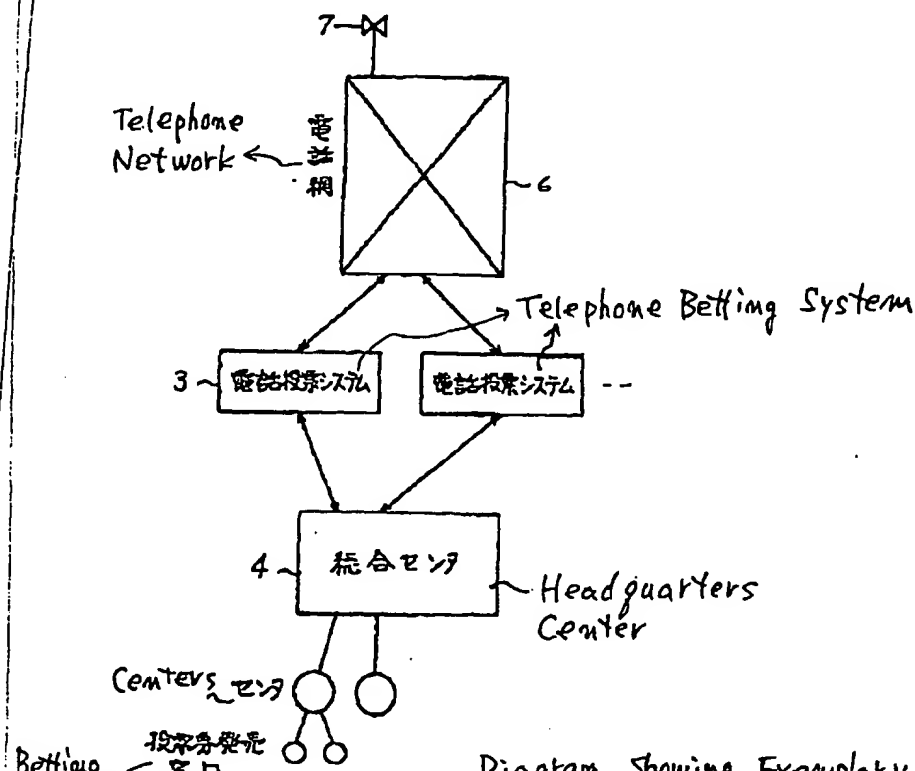 7
Telephone
Network
電話網
6
Telephone Betting System
3
電話投票システム
電話投票システム
--
4
総合センタ
Headquarters
Center
Centers
センタ
投票券発売
窓口
Betting
Diagram Showing Exemplary